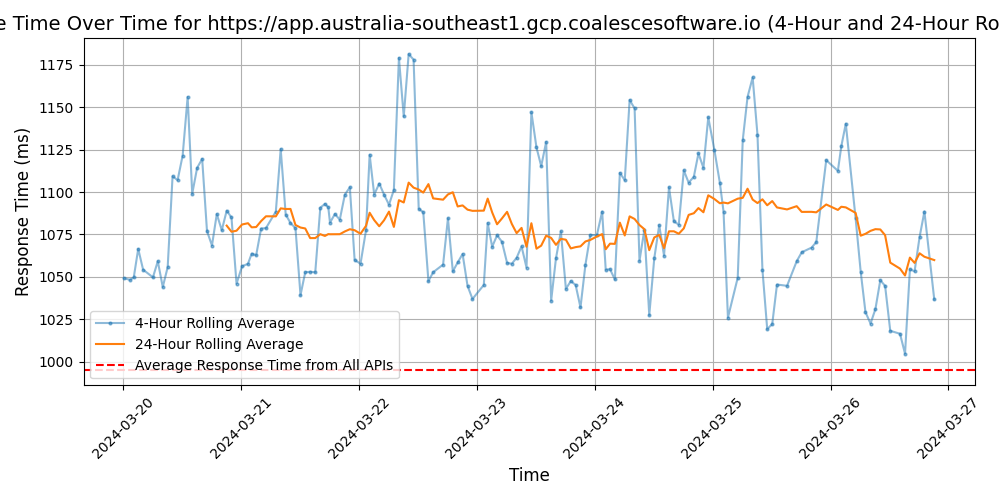 e Time Over Time for https://app.australia-southeast1.gcp.coalescesoftware.io (4-Hour and 24-Hour Ro
Response Time (ms)
1175
1150
1125
1100
1075
1050
1025
1000
4-Hour Rolling Average
24-Hour Rolling Average
Average Response Time from All APIs
2024-03-20
2024-03-21
2024-03-22
2024-03-23
2024-03-24
2024-03-25
2024-03-26
2024-03-27
Time